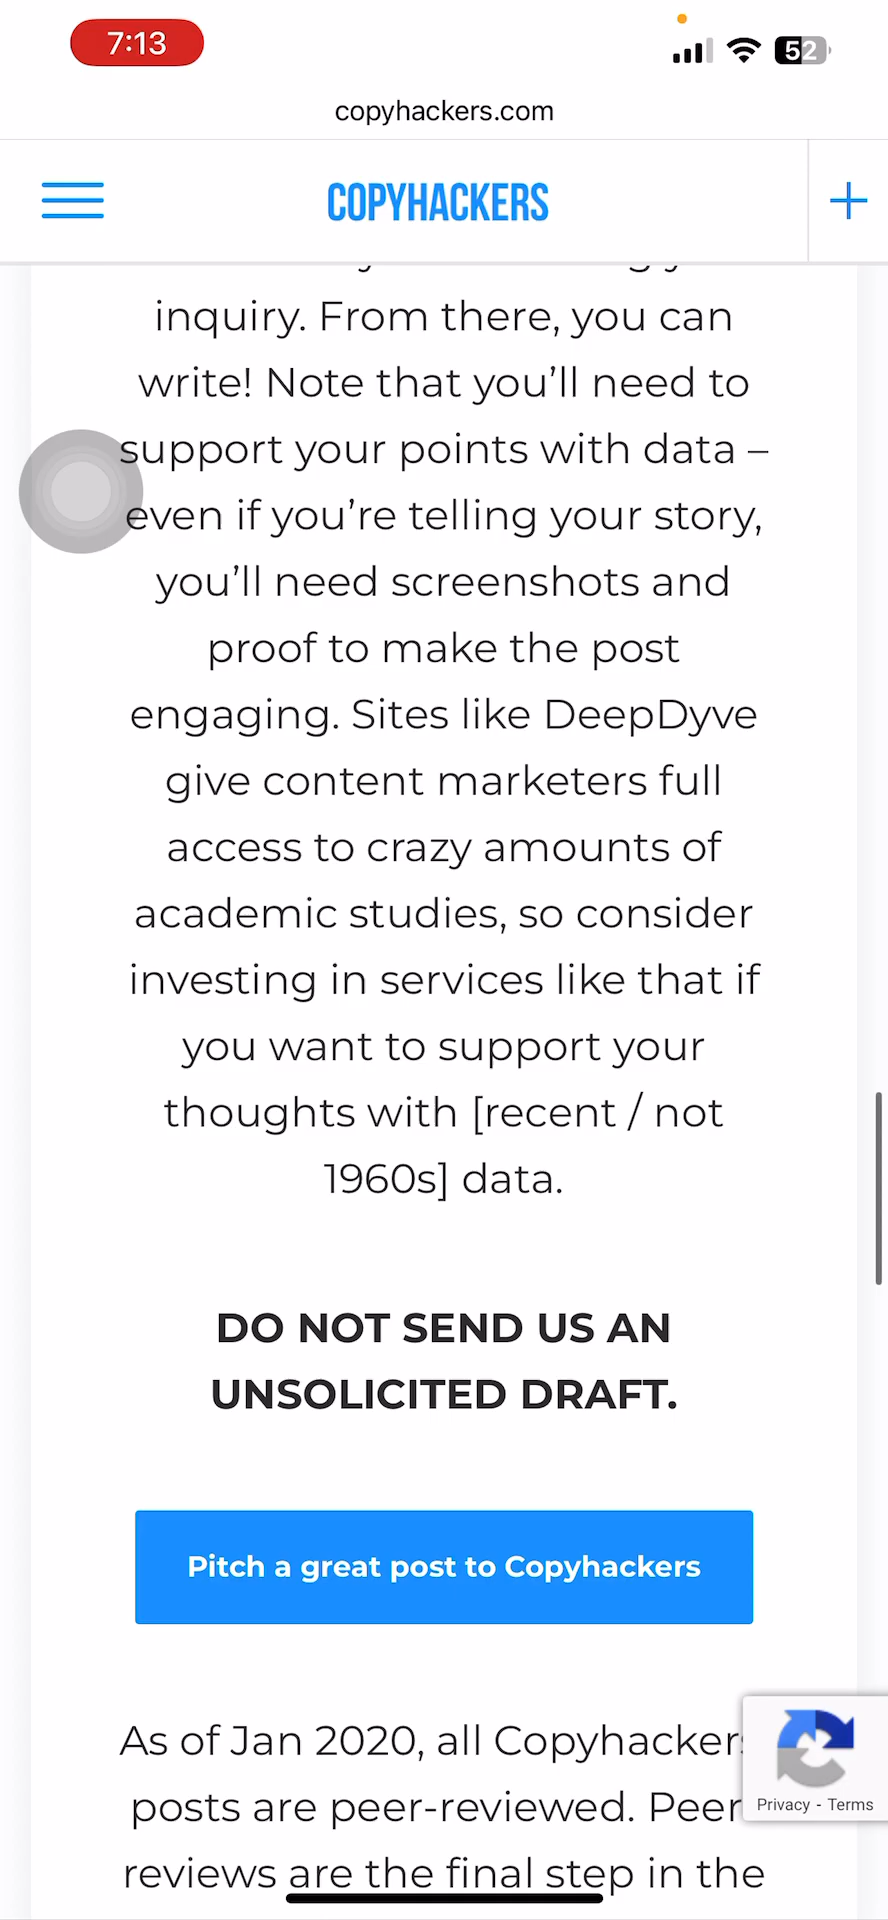 7:13
52
copyhackers.com
COPYHACKERS
inquiry. From there, you can
write! Note that you’ll need to
support your points with data –
even if you’re telling your story,
you’ll need screenshots and
proof to make the post
engaging. Sites like DeepDyve
give content marketers full
access to crazy amounts of
academic studies, so consider
investing in services like that if
you want to support your
thoughts with [recent / not
1960s] data.
DO NOT SEND US AN
UNSOLICITED DRAFT.
Pitch a great post to Copyhackers
As of Jan 2020, all Copyhackers
posts are peer-reviewed. Peer
Privacy - Terms
reviews are the final step in the